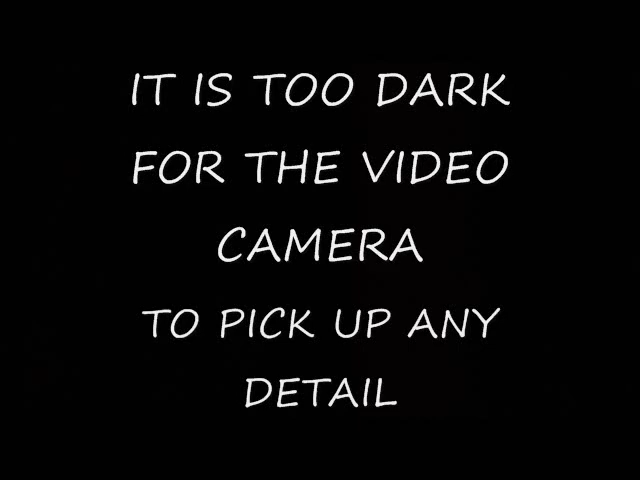 IT IS TOO DARK
FOR THE VIDEO
CAMERA
TO PICK UP ANY
DETAIL